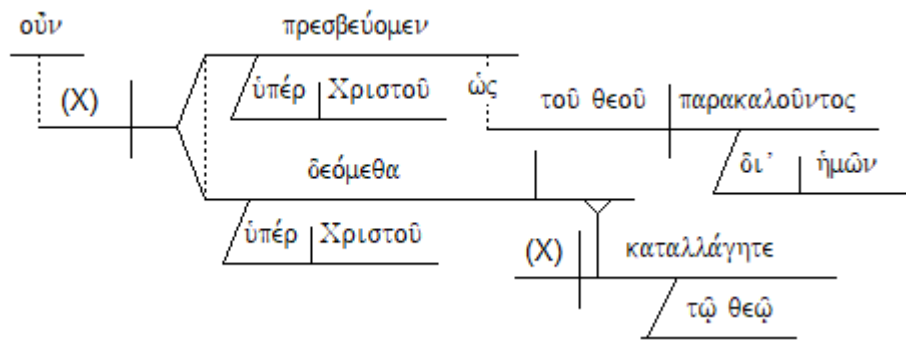 οὖν πρεσβεύομεν
(X) ὑπέρ Χριστοῦ ὡς τοῦ θεοῦ παρακαλοῦντος
δεόμεθα δι’ ἡμῶν
ὑπέρ Χριστοῦ (X) καταλλάγητε
τῷ θεῷ